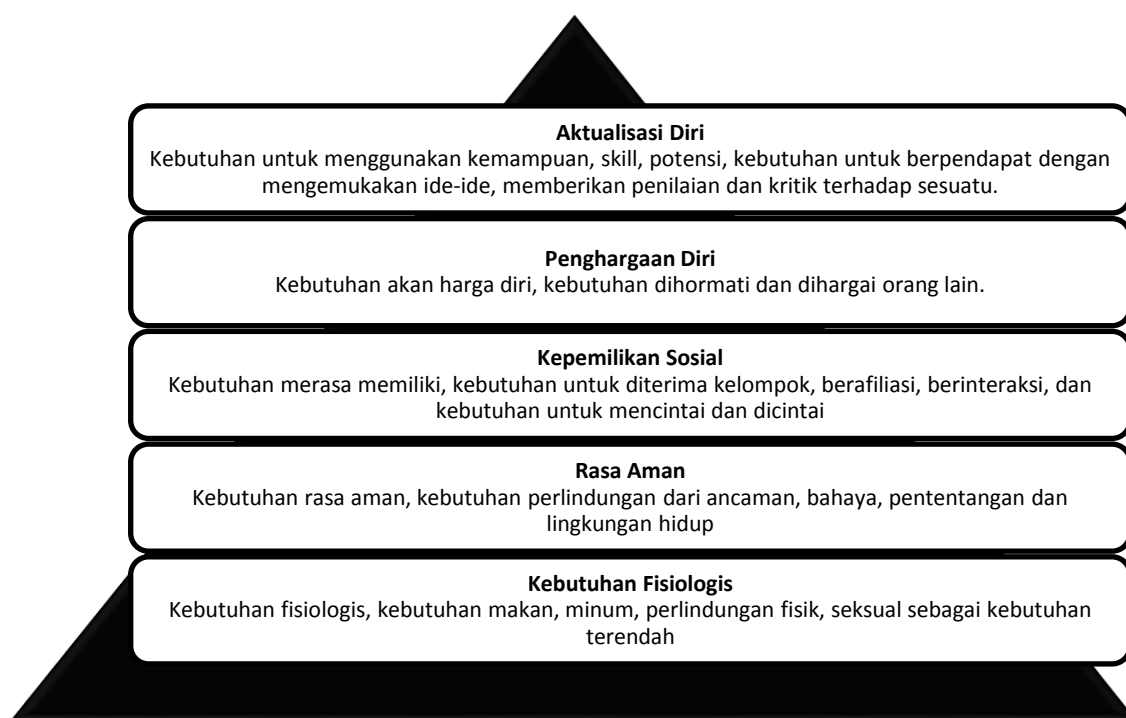 Aktualisasi Diri
Kebutuhan untuk menggunakan kemampuan, skill, potensi, kebutuhan untuk berpendapat dengan
mengemukakan ide-ide, memberikan penilaian dan kritik terhadap sesuatu.
Penghargaan Diri
Kebutuhan akan harga diri, kebutuhan dihormati dan dihargai orang lain.
Kepemilikan Sosial
Kebutuhan merasa memiliki, kebutuhan untuk diterima kelompok, berafiliasi, berinteraksi, dan
kebutuhan untuk mencintai dan dicintai
Rasa Aman
Kebutuhan rasa aman, kebutuhan perlindungan dari ancaman, bahaya, pententangan dan
lingkungan hidup
Kebutuhan Fisiologis
Kebutuhan fisiologis, kebutuhan makan, minum, perlindungan fisik, seksual sebagai kebutuhan
terendah